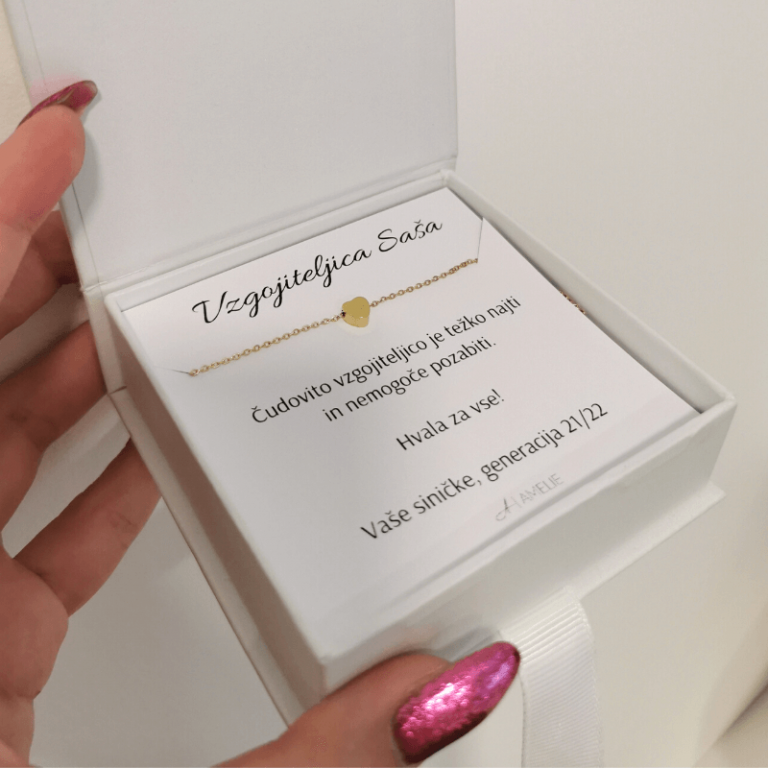 Vzgojiteljica Saša
Čudovito vzgojiteljico je težko najti
in nemogoče pozabiti.
Hvala za vse!
Vaše siničke, generacija 21/22
AMELIE